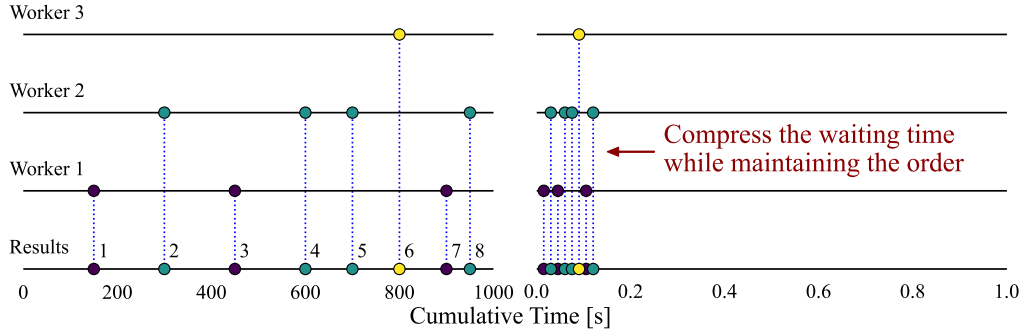 Worker 3
Worker 2
Compress the waiting time
while maintaining the order
Worker 1
Results 1 2 3 4 5 6 7 8
0 200 400 600 800 1000 0.0 0.2 0.4 0.6 0.8 1.0
Cumulative Time [s]